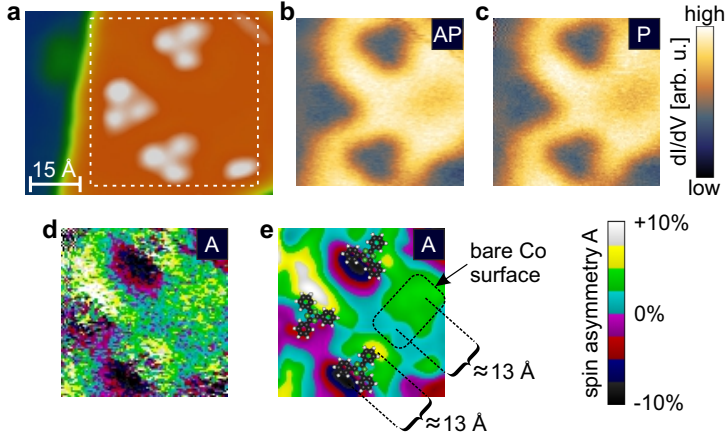 a
15 Å
b
AP
c
P
high
dI/dV [arb. u.]
low
d
A
e
A
bare Co
surface
≈13 Å
≈13 Å
+10%
0%
-10%
spin asymmetry A